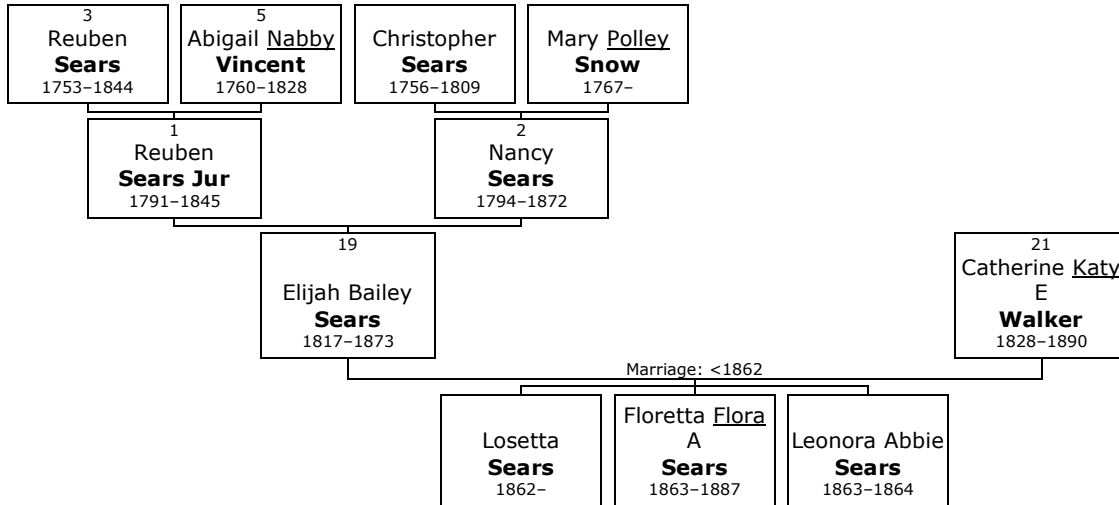 3
Reuben
Sears
1753–1844
5
Abigail Nabby
Vincent
1760–1828
Christopher
Sears
1756–1809
Mary Polley
Snow
1767–
1
Reuben
Sears Jur
1791–1845
2
Nancy
Sears
1794–1872
19
Elijah Bailey
Sears
1817–1873
21
Catherine Katy
E
Walker
1828–1890
Marriage: <1862
Losetta
Sears
1862–
Floretta Flora
A
Sears
1863–1887
Leonora Abbie
Sears
1863–1864